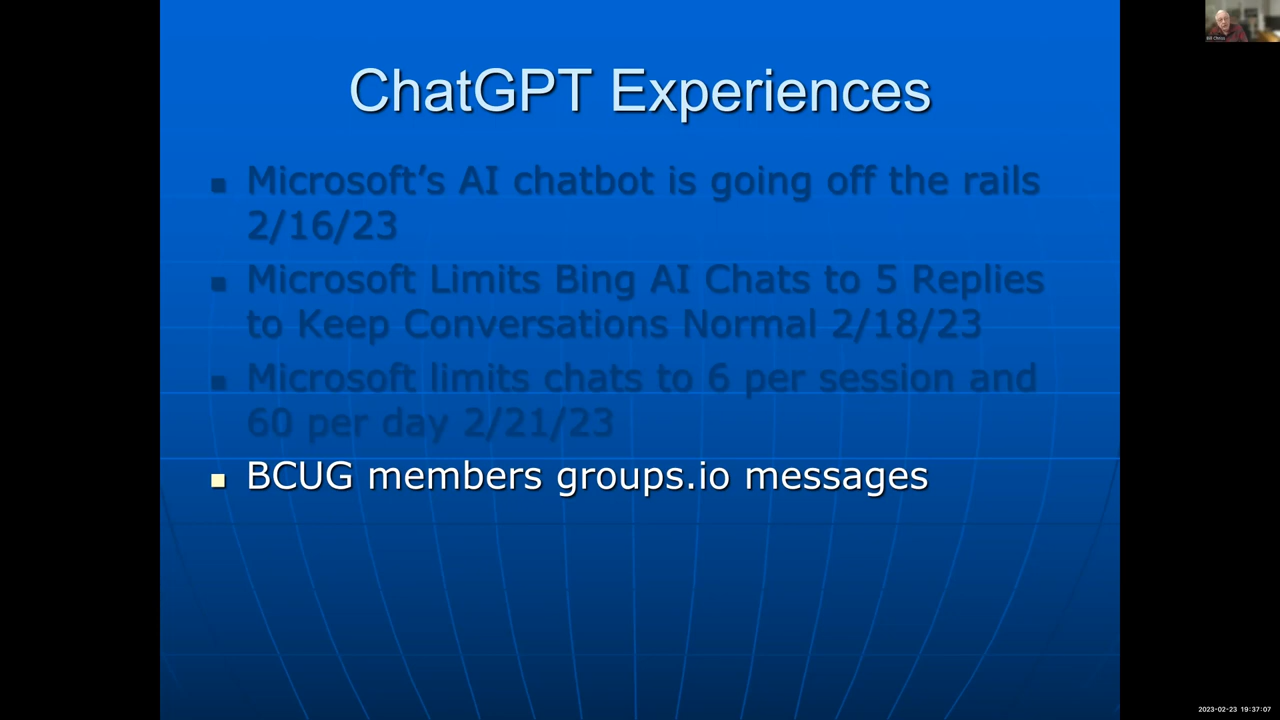 ChatGPT Experiences
Microsoft’s AI chatbot is going off the rails
2/16/23
Microsoft Limits Bing AI Chats to 5 Replies
to Keep Conversations Normal 2/18/23
Microsoft limits chats to 6 per session and
60 per day 2/21/23
BCUG members groups.io messages
2023-02-23 19:37:07